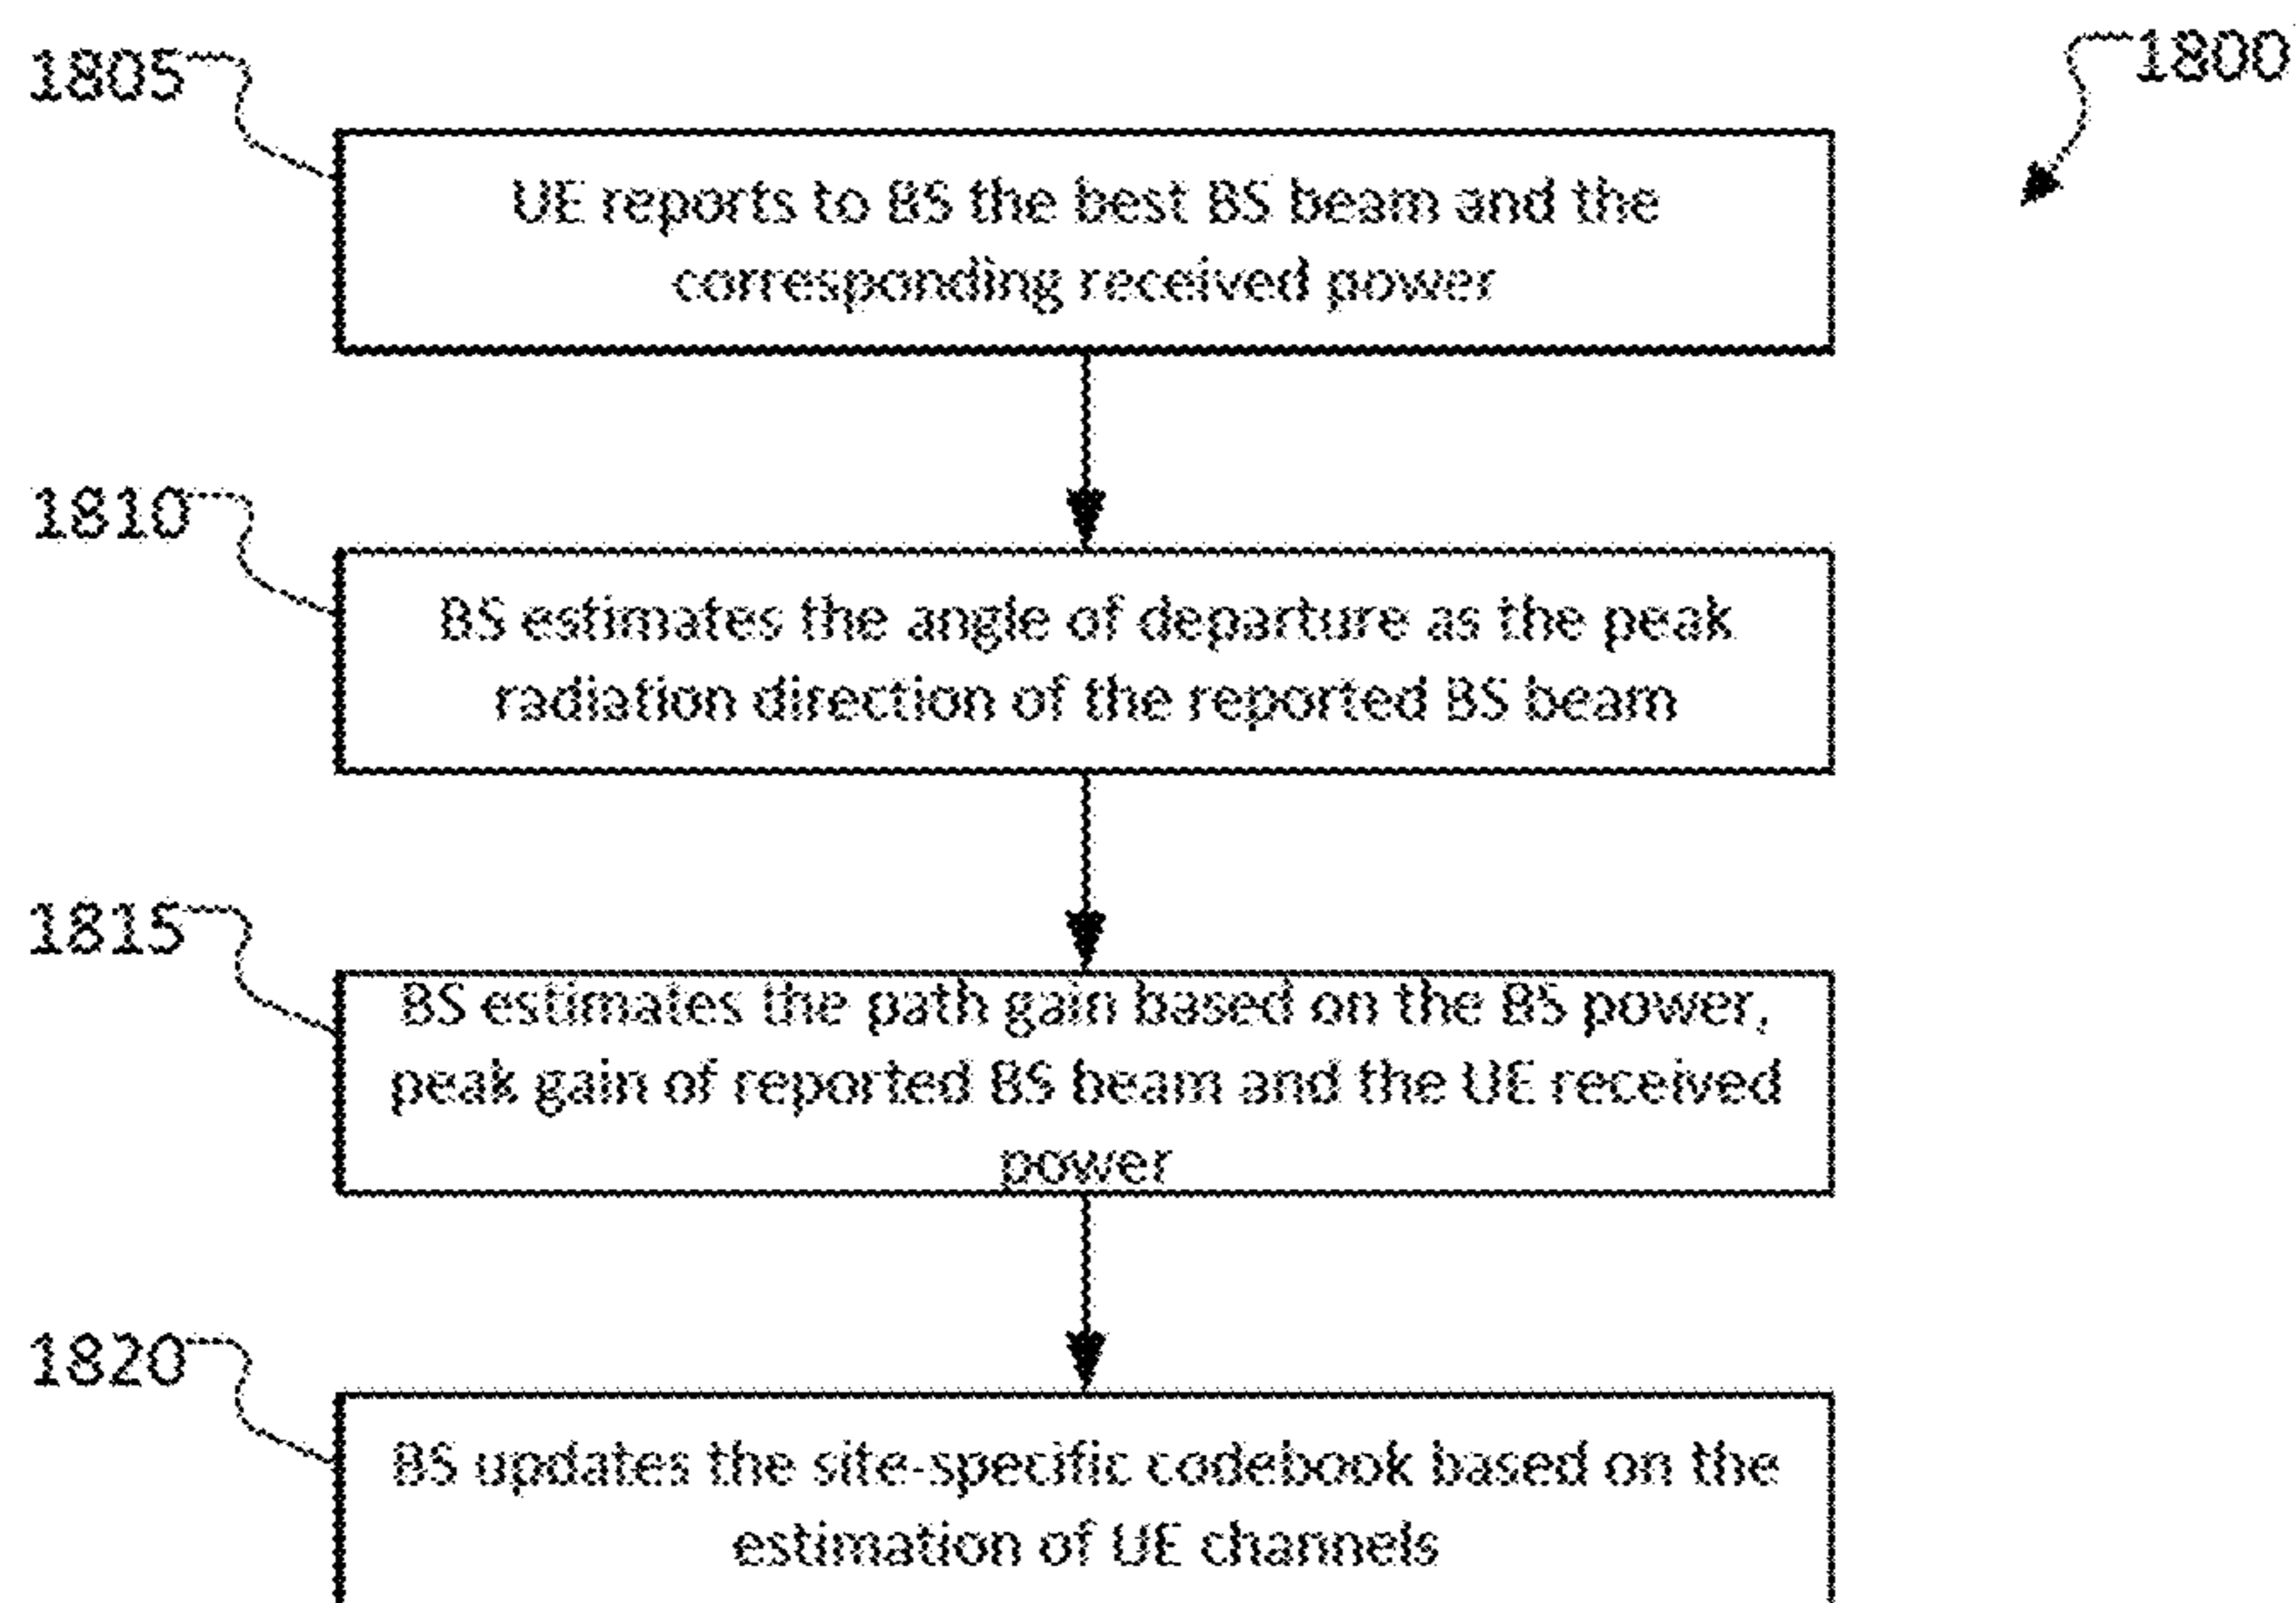 1805
1800
UE reports to BS the best BS beam and the
corresponding received power
1810
BS estimates the angle of departure as the peak
radiation direction of the reported BS beam
1815
BS estimates the path gain based on the BS power,
peak gain of reported BS beam and the UE received
power
1820
BS updates the site-specific codebook based on the
estimation of UE channels